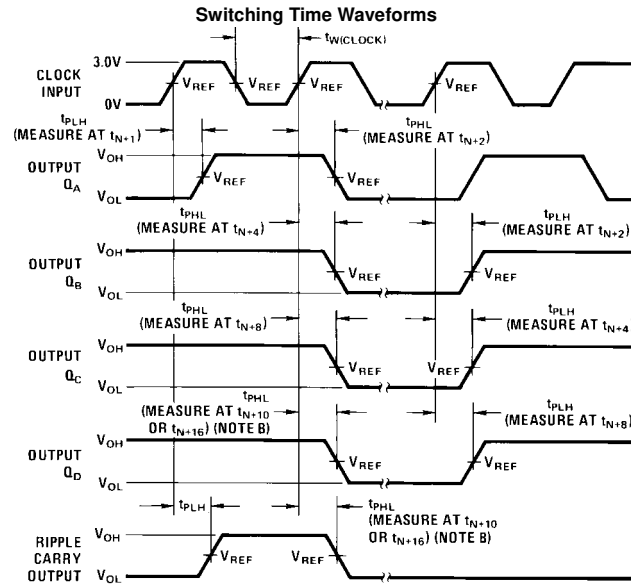 Switching Time Waveforms
tW(CLOCK)
3.0V
CLOCK INPUT
VREF VREF VREF VREF
0V
tPLH
(MEASURE AT tN+1)
tPHL
(MEASURE AT tN+2)
VOH
OUTPUT QA
VREF VREF
VOL
tPHL
(MEASURE AT tN+4)
tPLH
(MEASURE AT tN+2)
VOH
OUTPUT QB
VREF VREF
VOL
tPHL
(MEASURE AT tN+8)
tPLH
(MEASURE AT tN+4)
VOH
OUTPUT QC
VREF VREF
VOL
tPHL
(MEASURE AT tN+10
OR tN+16) (NOTE B)
tPLH
(MEASURE AT tN+8)
VOH
OUTPUT QD
VREF VREF
VOL
tPLH
tPHL
(MEASURE AT tN+10
OR tN+16) (NOTE B)
VOH
RIPPLE CARRY OUTPUT
VREF VREF
VOL